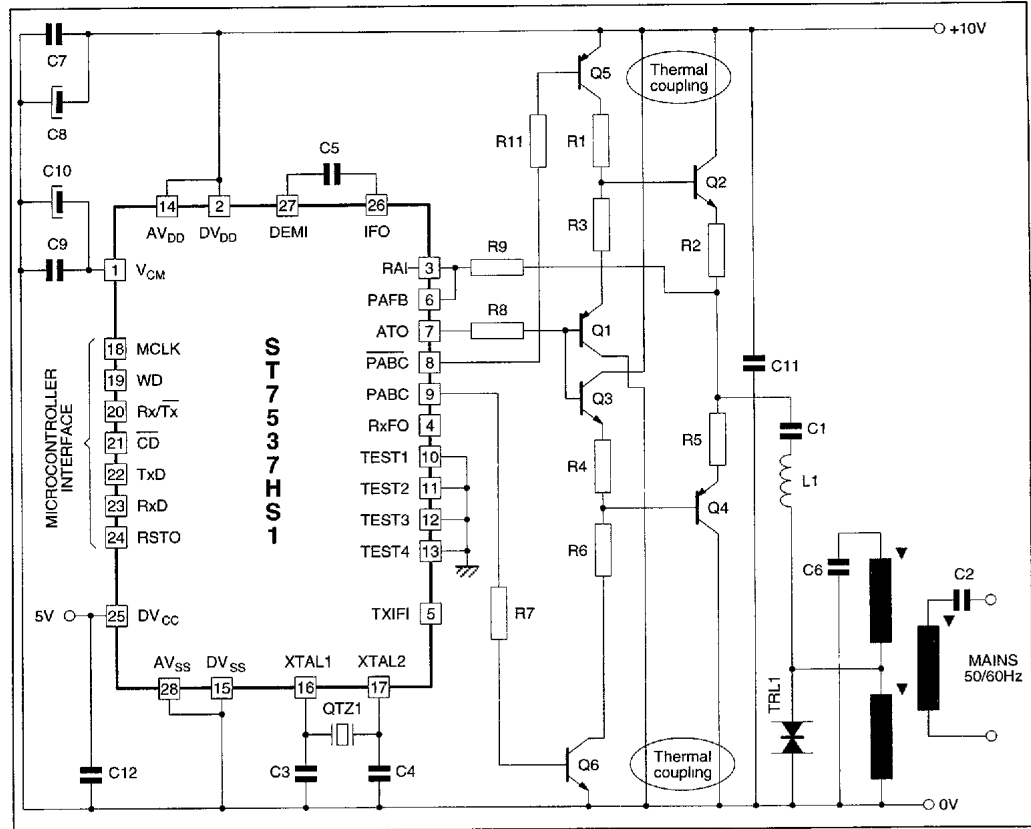 C7
+10V
Q5
Thermal
coupling
C8
C5
R11
R1
C10
Q2
14
2
27
26
AVDD
DVDD
DEMI
IFO
R3
R2
C9
R9
1
VCM
RAI
3
PAFB
6
R8
ATO
7
Q1
18
MCLK
PABC
8
C11
19
WD
PABC
9
Q3
20
Rx/Tx
RxFO
4
C1
21
CD
TEST1
10
R4
R5
22
TxD
TEST2
11
L1
23
RxD
TEST3
12
Q4
24
RSTO
TEST4
13
R6
MICROCONTROLLER
INTERFACE
ST7537HS1
C6
C2
5V
25
DVCC
TXIFI
5
R7
AVSS
DVSS
XTAL1
XTAL2
28
15
16
17
MAINS
50/60Hz
TRL1
QTZ1
C12
C3
C4
Q6
Thermal
coupling
0V